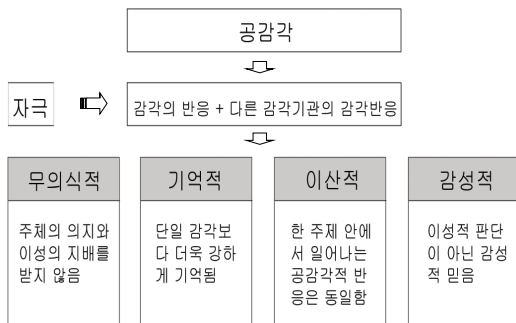 공감각
자극
감각의 반응 + 다른 감각기관의 감각반응
무의식적
주체의 의지와
이성의 지배를
받지 않음
기억적
단일 감각보
다 더욱 강하
게 기억됨
이산적
한 주제 안에
서 일어나는
공감각적 반
응은 동일함
감성적
이성적 판단
이 아닌 감성
적 믿음